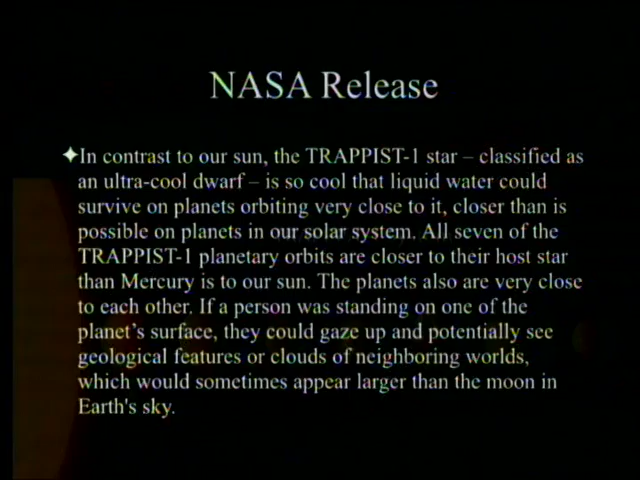 NASA Release
✦In contrast to our sun, the TRAPPIST-1 star – classified as
an ultra-cool dwarf – is so cool that liquid water could
survive on planets orbiting very close to it, closer than is
possible on planets in our solar system. All seven of the
TRAPPIST-1 planetary orbits are closer to their host star
than Mercury is to our sun. The planets also are very close
to each other. If a person was standing on one of the
planet's surface, they could gaze up and potentially see
geological features or clouds of neighboring worlds,
which would sometimes appear larger than the moon in
Earth's sky.